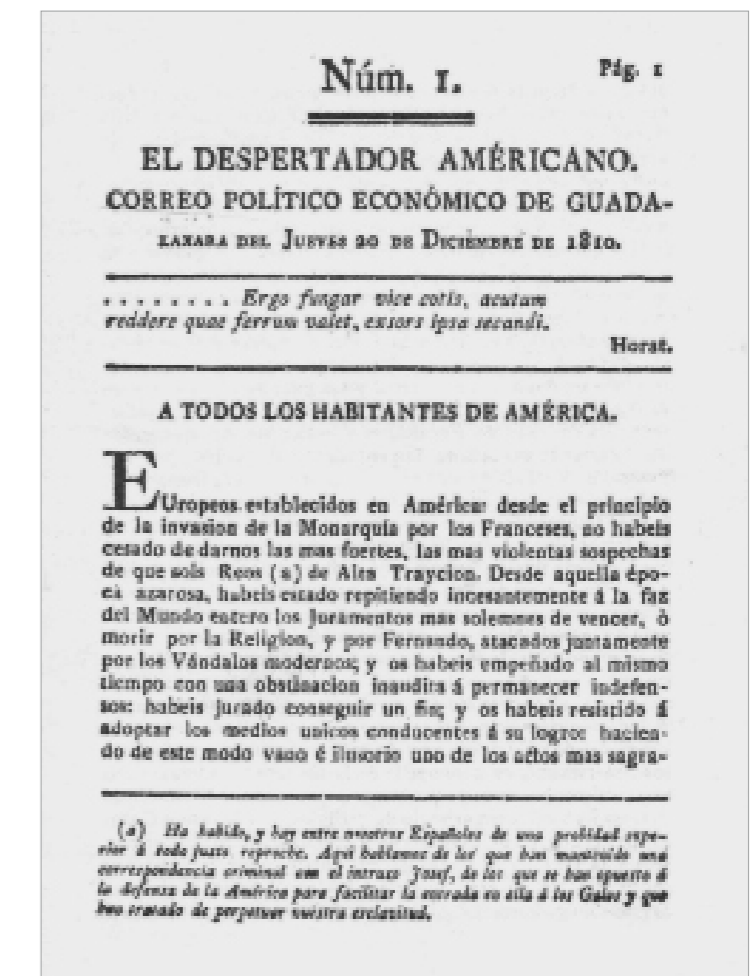 Núm. 1.
Pág. 1
EL DESPERTADOR AMÉRICANO.
CORREO POLÍTICO ECONÓMICO DE GUADA-
LAXARA DEL JUEVES 20 DE DICIEMBRE DE 1810.
. . . . . . . . Ergo fungar vice cotis, acutum
reddere quae ferrum valet, exsors ipsa secandi.
Horat.
A TODOS LOS HABITANTES DE AMÉRICA.
EUropeos establecidos en América: desde el principio
de la invasion de la Monarquía por los Franceses, no habeis
cesado de darnos las mas fuertes, las mas violentas sospechas
de que sois Reos (a) de Alta Traycion. Desde aquella épo-
ca azarosa, habeis estado repitiendo incesantemente á la faz
del Mundo entero los Juramentos mas solemnes de vencer, ò
morir por la Religion, y por Fernando, atacados juntamente
por los Vándalos modernos; y os habeis empeñado al mismo
tiempo con una obstinacion inaudita á permanecer indefen-
sos: habeis jurado conseguir un fin; y os habeis resistido á
adoptar los medios unicos conducentes á su logro: hacien-
do de este modo vano é ilusorio uno de los actos mas sagra-
(a) Ha habido, y hay entre nosotros Españoles de una probidad supe-
rior á todo justo reproche. Aquí hablamos de los que han mantenido una
correspondencia criminal con el intruso Josef, de los que se han opuesto á
la defensa de la América para facilitar la entrada en ella á los Galos y que
han tratado de perpetuar nuestra esclavitud.